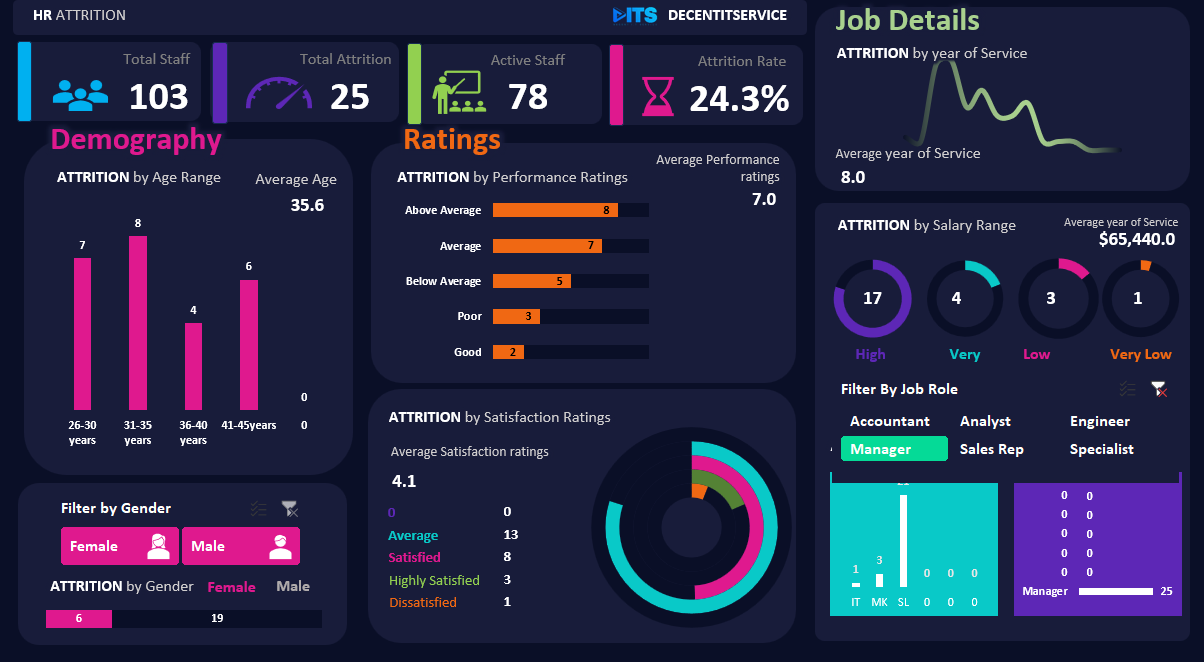 HR ATTRITION
ITS DECENTITSERVICE
Total Staff
103
Total Attrition
25
Active Staff
78
Attrition Rate
24.3%
Demography
ATTRITION by Age Range
Average Age
35.6
7
8
4
6
0
26-30 years
31-35 years
36-40 years
41-45years
0
Filter by Gender
Female
Male
ATTRITION by Gender
Female
Male
6
19
Ratings
ATTRITION by Performance Ratings
Average Performance
ratings
7.0
Above Average 8
Average 7
Below Average 5
Poor 3
Good 2
ATTRITION by Satisfaction Ratings
Average Satisfaction ratings
4.1
0 0
Average 13
Satisfied 8
Highly Satisfied 3
Dissatisfied 1
Job Details
ATTRITION by year of Service
Average year of Service
8.0
ATTRITION by Salary Range
Average year of Service
$65,440.0
17
4
3
1
High
Very
Low
Very Low
Filter By Job Role
Accountant Analyst Engineer
Manager Sales Rep Specialist
1 3 0 0 0
IT MK SL 0 0 0
0 0
0 0
0 0
0 0
0 0
Manager 25